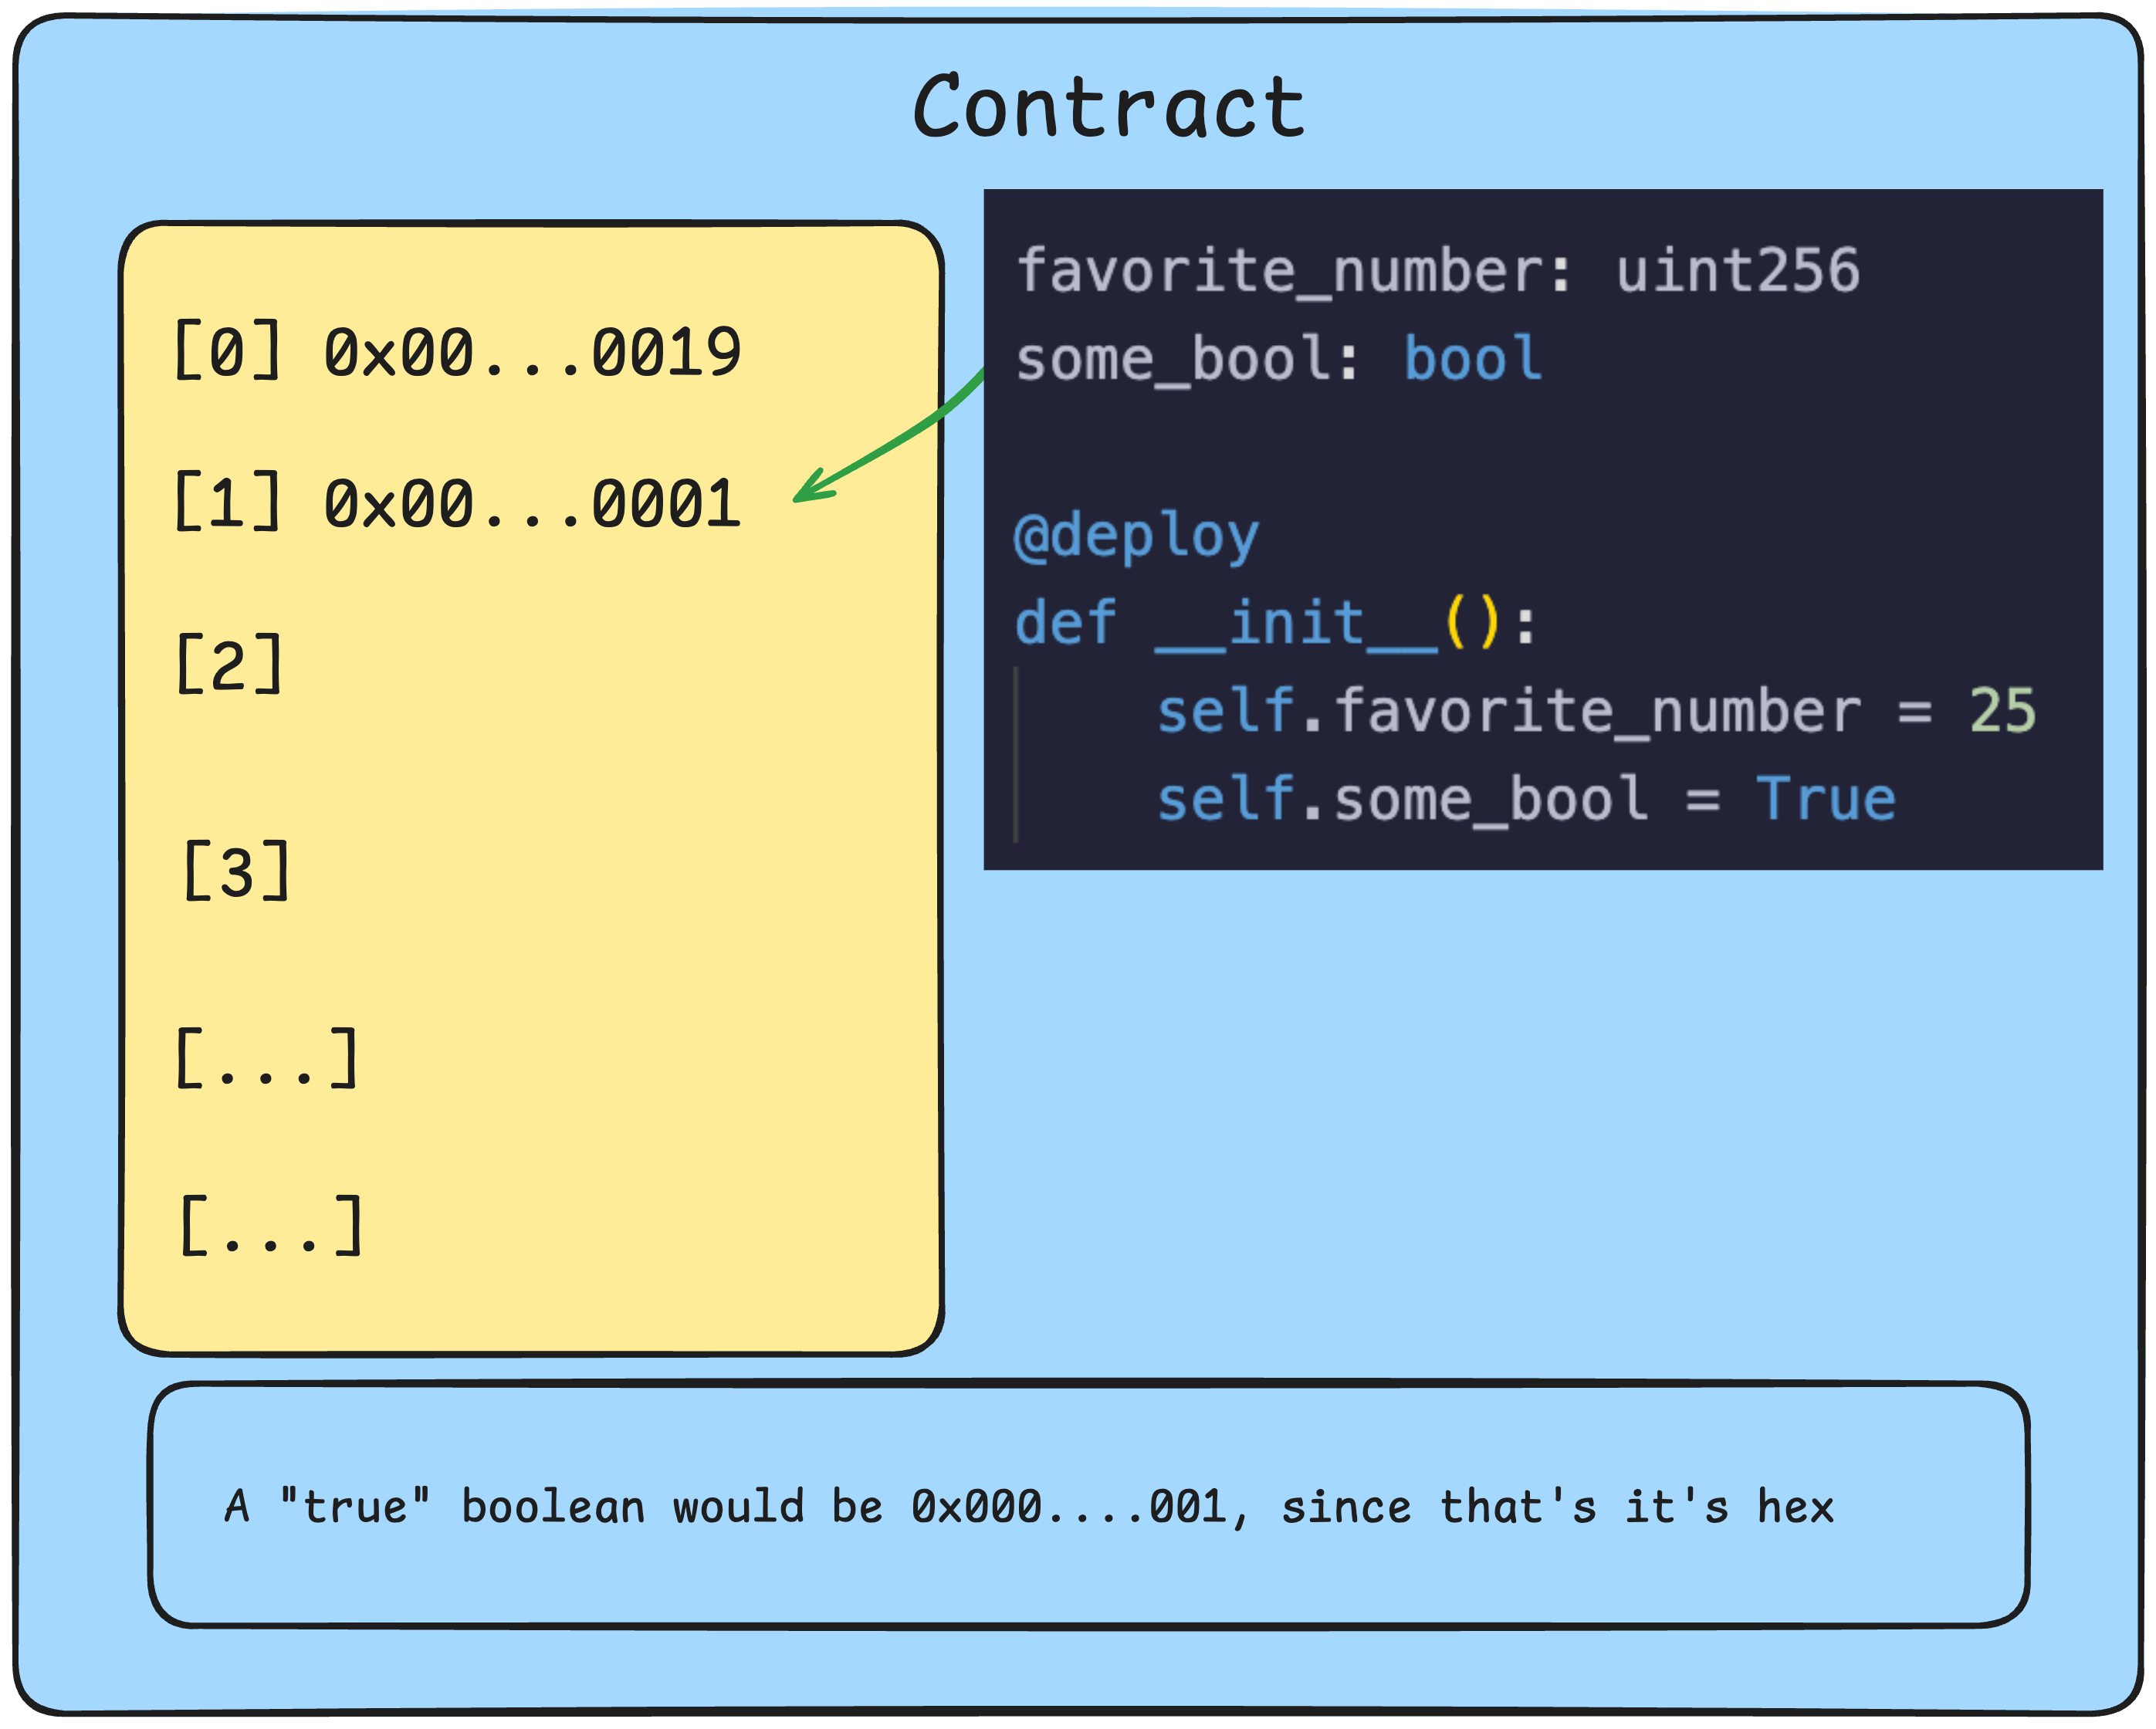 Contract
[0] 0x00...0019
[1] 0x00...0001
[2]
[3]
[...]
[...]
favorite_number: uint256
some_bool: bool
@deploy
def __init__():
self.favorite_number = 25
self.some_bool = True
A "true" boolean would be 0x000....001, since that's it's hex